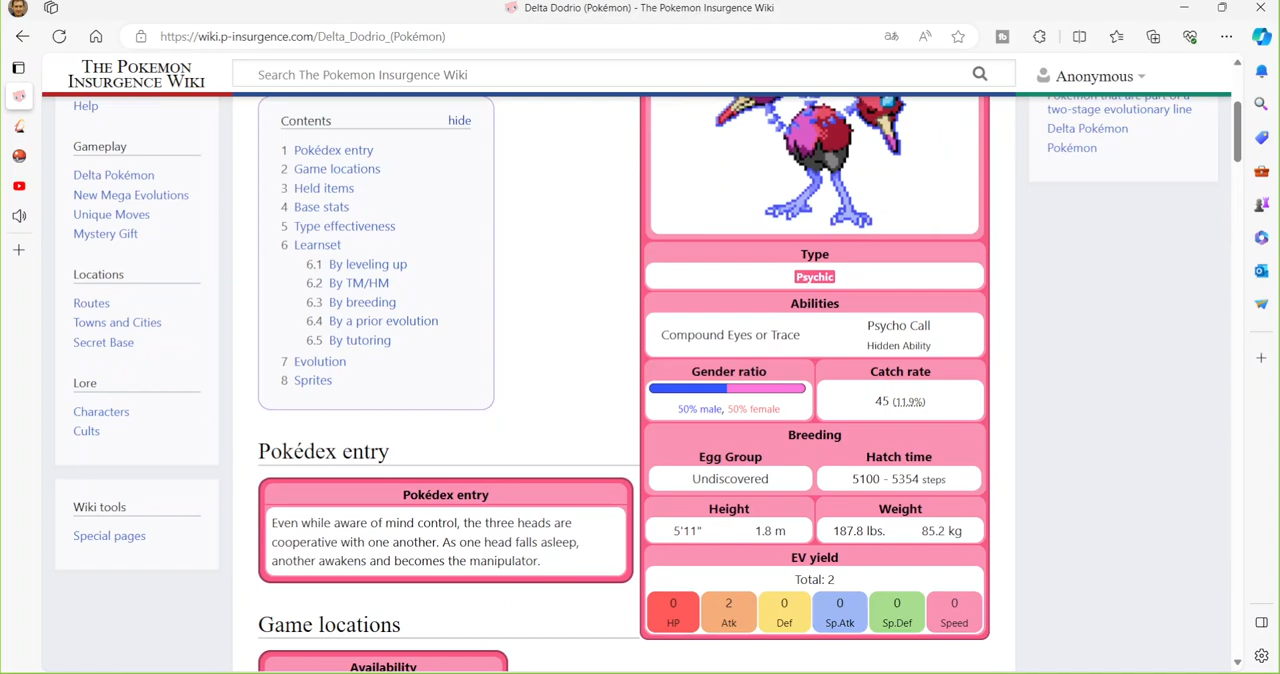 Delta Dodrio (Pokémon) - The Pokemon Insurgence Wiki
https://wiki.p-insurgence.com/Delta_Dodrio_(Pokémon)
THE POKEMON
INSURGENCE WIKI
Search The Pokemon Insurgence Wiki
Anonymous
Help
Gameplay
Delta Pokémon
New Mega Evolutions
Unique Moves
Mystery Gift
Locations
Routes
Towns and Cities
Secret Base
Lore
Characters
Cults
Wiki tools
Special pages
Contents hide
1 Pokédex entry
2 Game locations
3 Held items
4 Base stats
5 Type effectiveness
6 Learnset
6.1 By leveling up
6.2 By TM/HM
6.3 By breeding
6.4 By a prior evolution
6.5 By tutoring
7 Evolution
8 Sprites
Pokédex entry
Pokédex entry
Even while aware of mind control, the three heads are
cooperative with one another. As one head falls asleep,
another awakens and becomes the manipulator.
Game locations
Availability
Type
Psychic
Abilities
Compound Eyes or Trace
Psycho Call
Hidden Ability
Gender ratio
50% male, 50% female
Catch rate
45 (11.9%)
Breeding
Egg Group
Undiscovered
Hatch time
5100 - 5354 steps
Height
5'11" 1.8 m
Weight
187.8 lbs. 85.2 kg
EV yield
Total: 2
0 2 0 0 0 0
HP Atk Def Sp.Atk Sp.Def Speed
Pokémon that are part of a
two-stage evolutionary line
Delta Pokémon
Pokémon